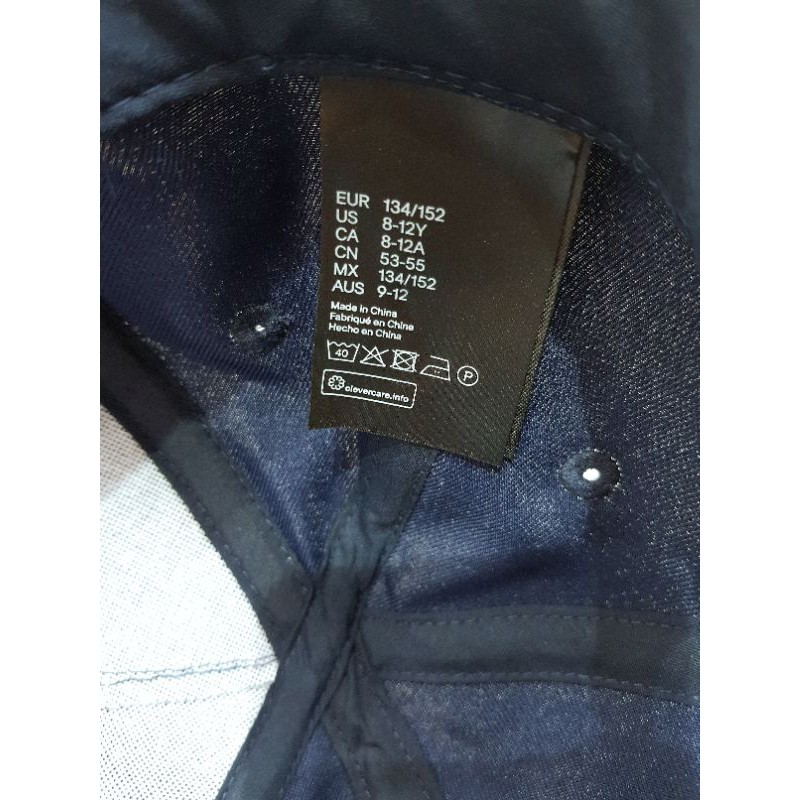 EUR 134/152
US 8-12Y
CA 8-12A
CN 53-55
MX 134/152
AUS 9-12
Made in China
Fabriqué en Chine
Hecho en China
40 P
clevercare.info